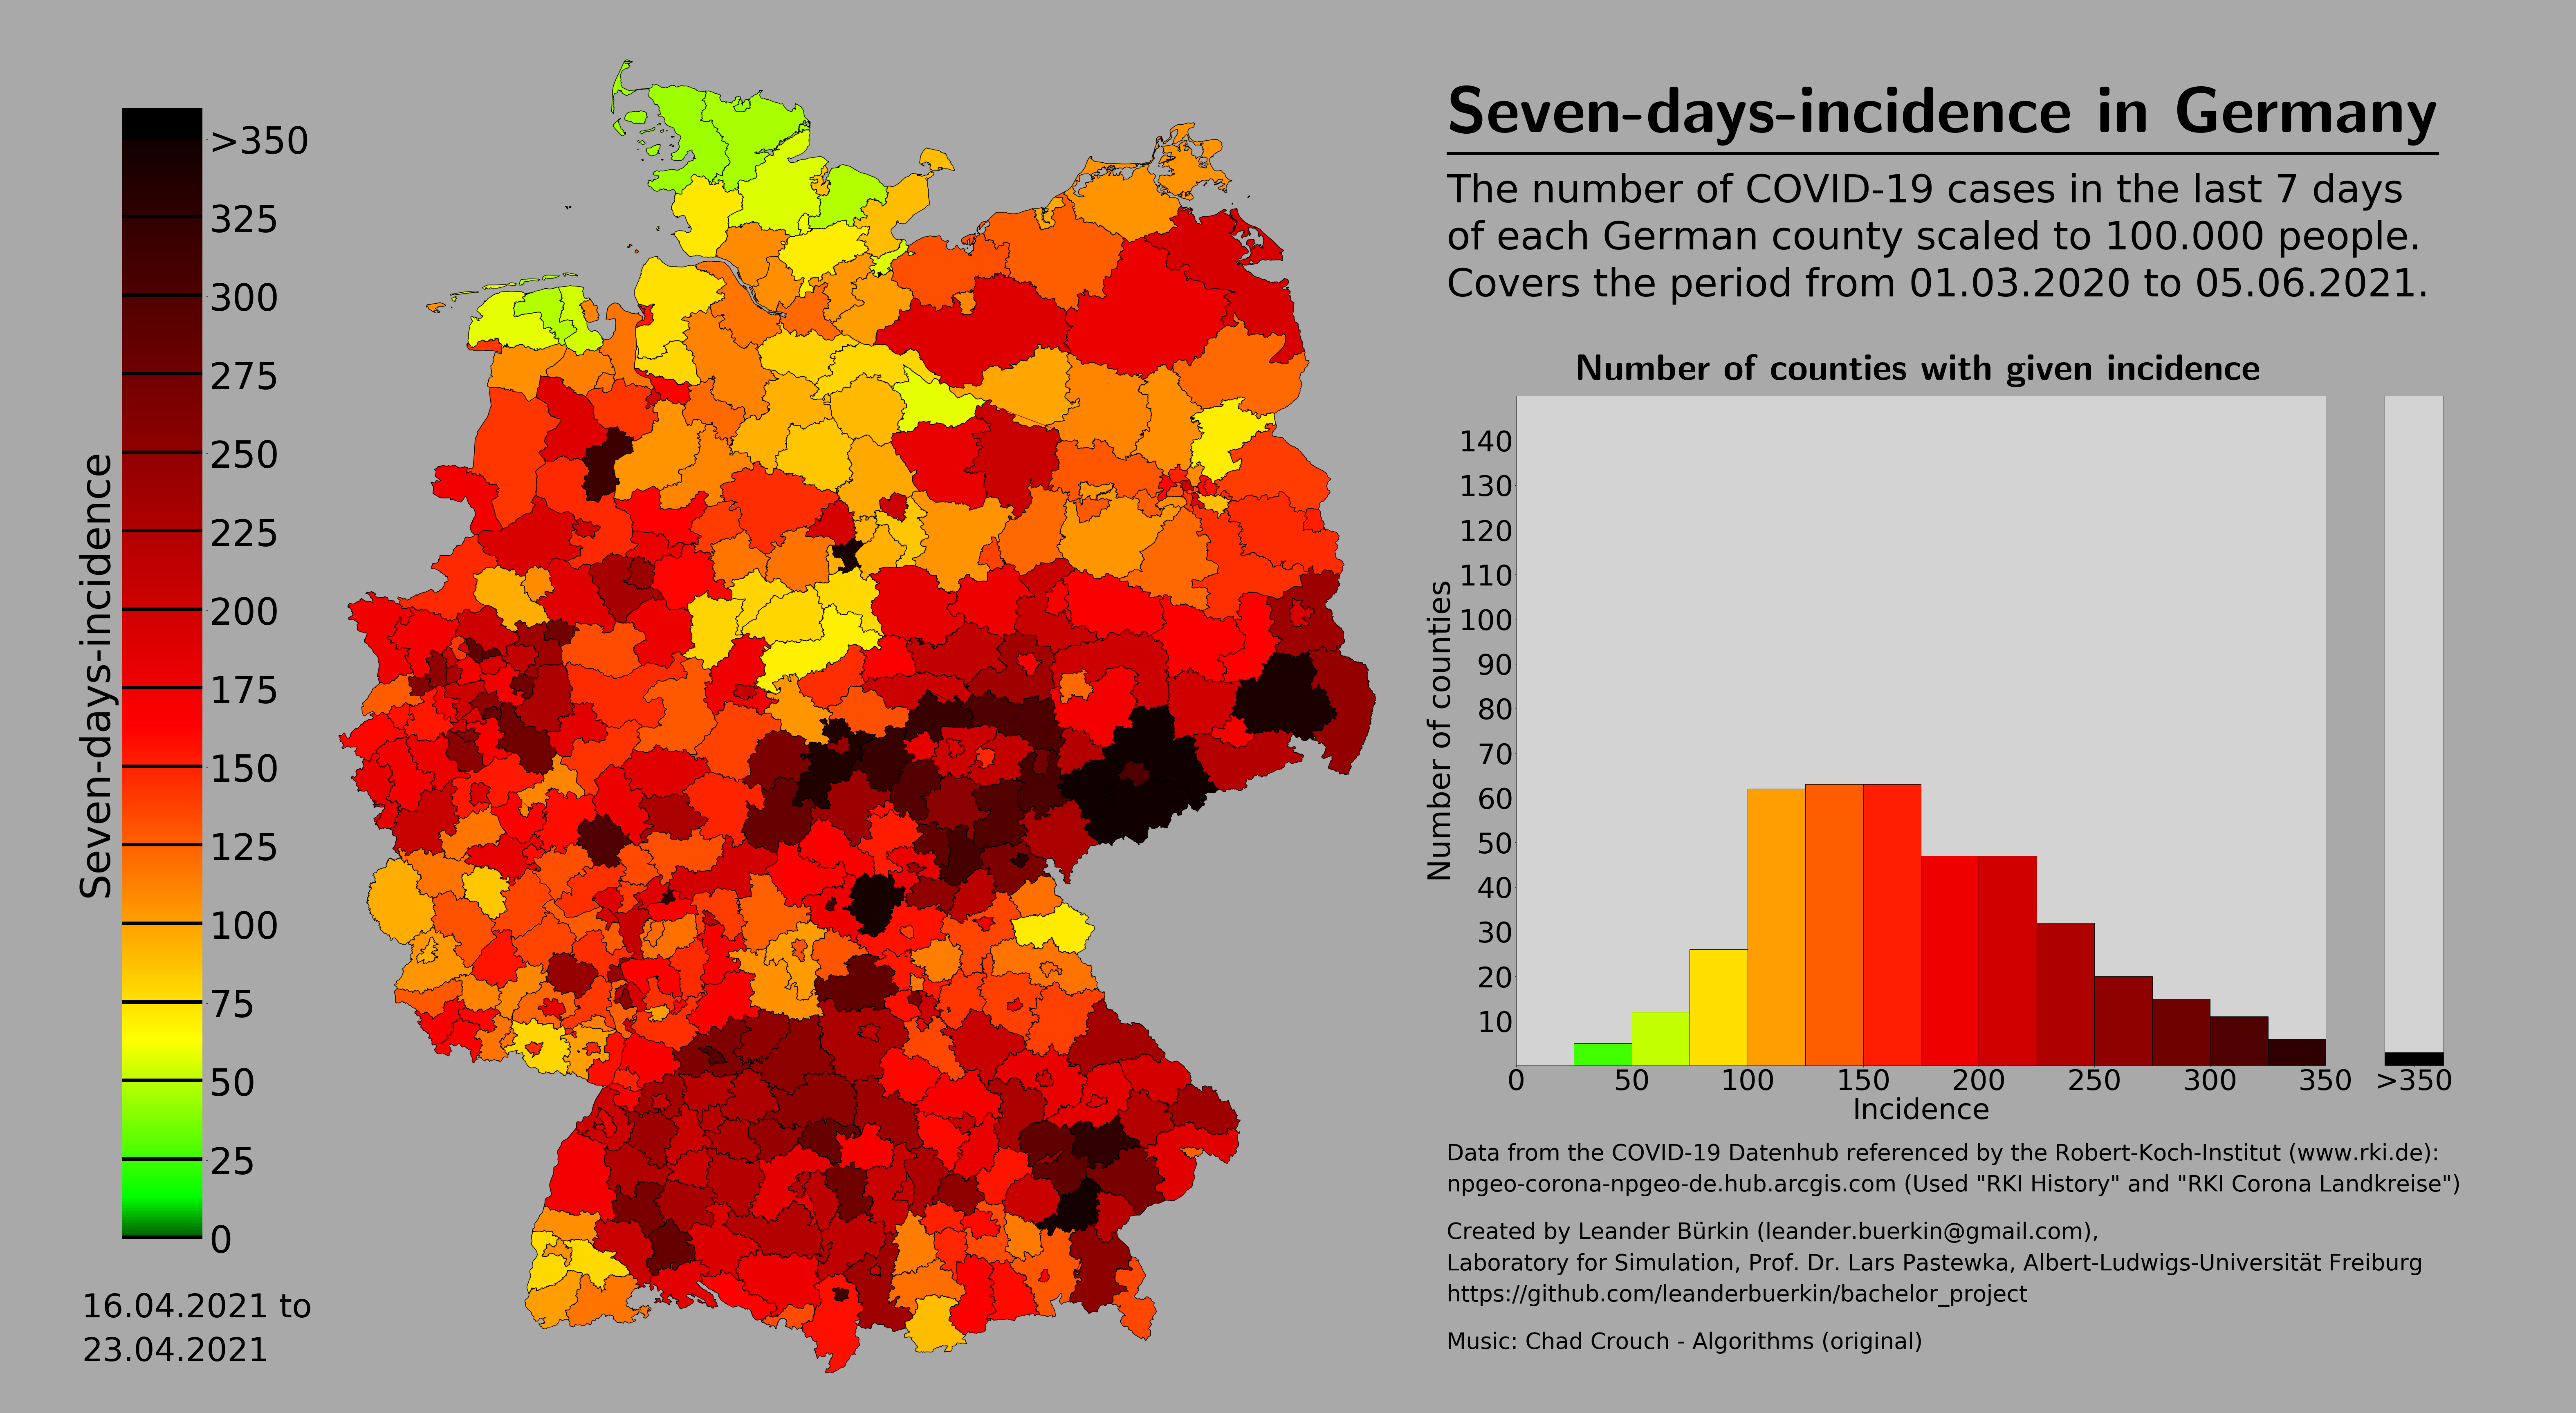 Seven-days-incidence in Germany
The number of COVID-19 cases in the last 7 days
of each German county scaled to 100.000 people.
Covers the period from 01.03.2020 to 05.06.2021.
Seven-days-incidence
>350
325
300
275
250
225
200
175
150
125
100
75
50
25
0
16.04.2021 to
23.04.2021
Number of counties with given incidence
Number of counties
140
130
120
110
100
90
80
70
60
50
40
30
20
10
0 50 100 150 200 250 300 350 >350
Incidence
Data from the COVID-19 Datenhub referenced by the Robert-Koch-Institut (www.rki.de):
npgeo-corona-npgeo-de.hub.arcgis.com (Used "RKI History" and "RKI Corona Landkreise")
Created by Leander Bürkin (leander.buerkin@gmail.com),
Laboratory for Simulation, Prof. Dr. Lars Pastewka, Albert-Ludwigs-Universität Freiburg
https://github.com/leanderbuerkin/bachelor_project
Music: Chad Crouch - Algorithms (original)